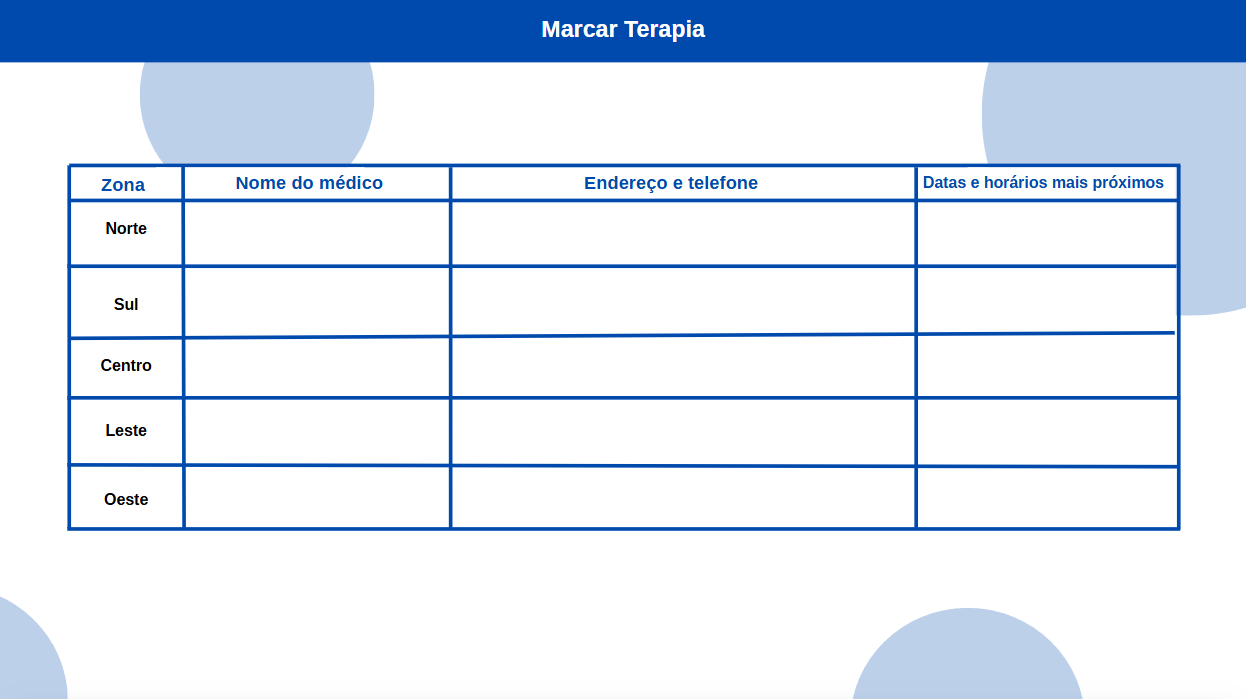 Marcar Terapia
Zona Nome do médico Endereço e telefone Datas e horários mais próximos
Norte
Sul
Centro
Leste
Oeste